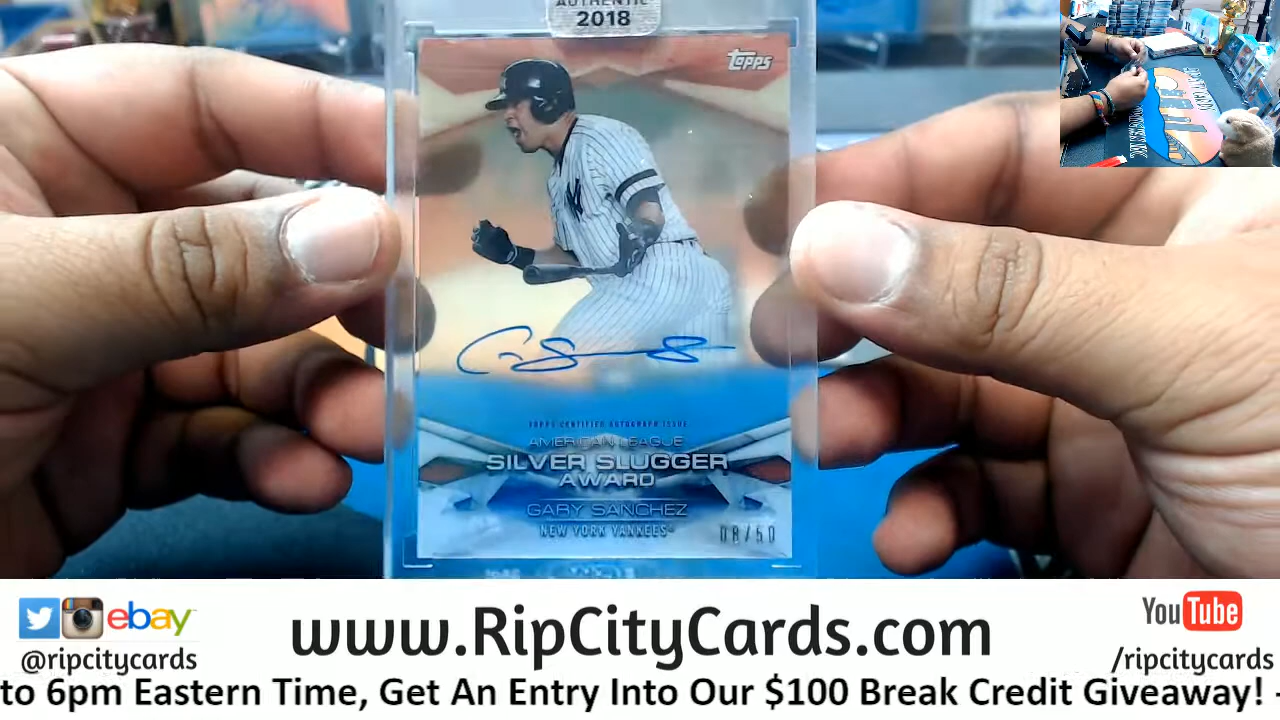 AUTHENTIC
2018
Topps
NY
TOPPS CERTIFIED AUTOGRAPH ISSUE
AMERICAN LEAGUE
SILVER SLUGGER
AWARD
GARY SANCHEZ
NEW YORK YANKEES
08/50
ebay
www.RipCityCards.com
YouTube
@ripcitycards
/ripcitycards
to 6pm Eastern Time, Get An Entry Into Our $100 Break Credit Giveaway! -